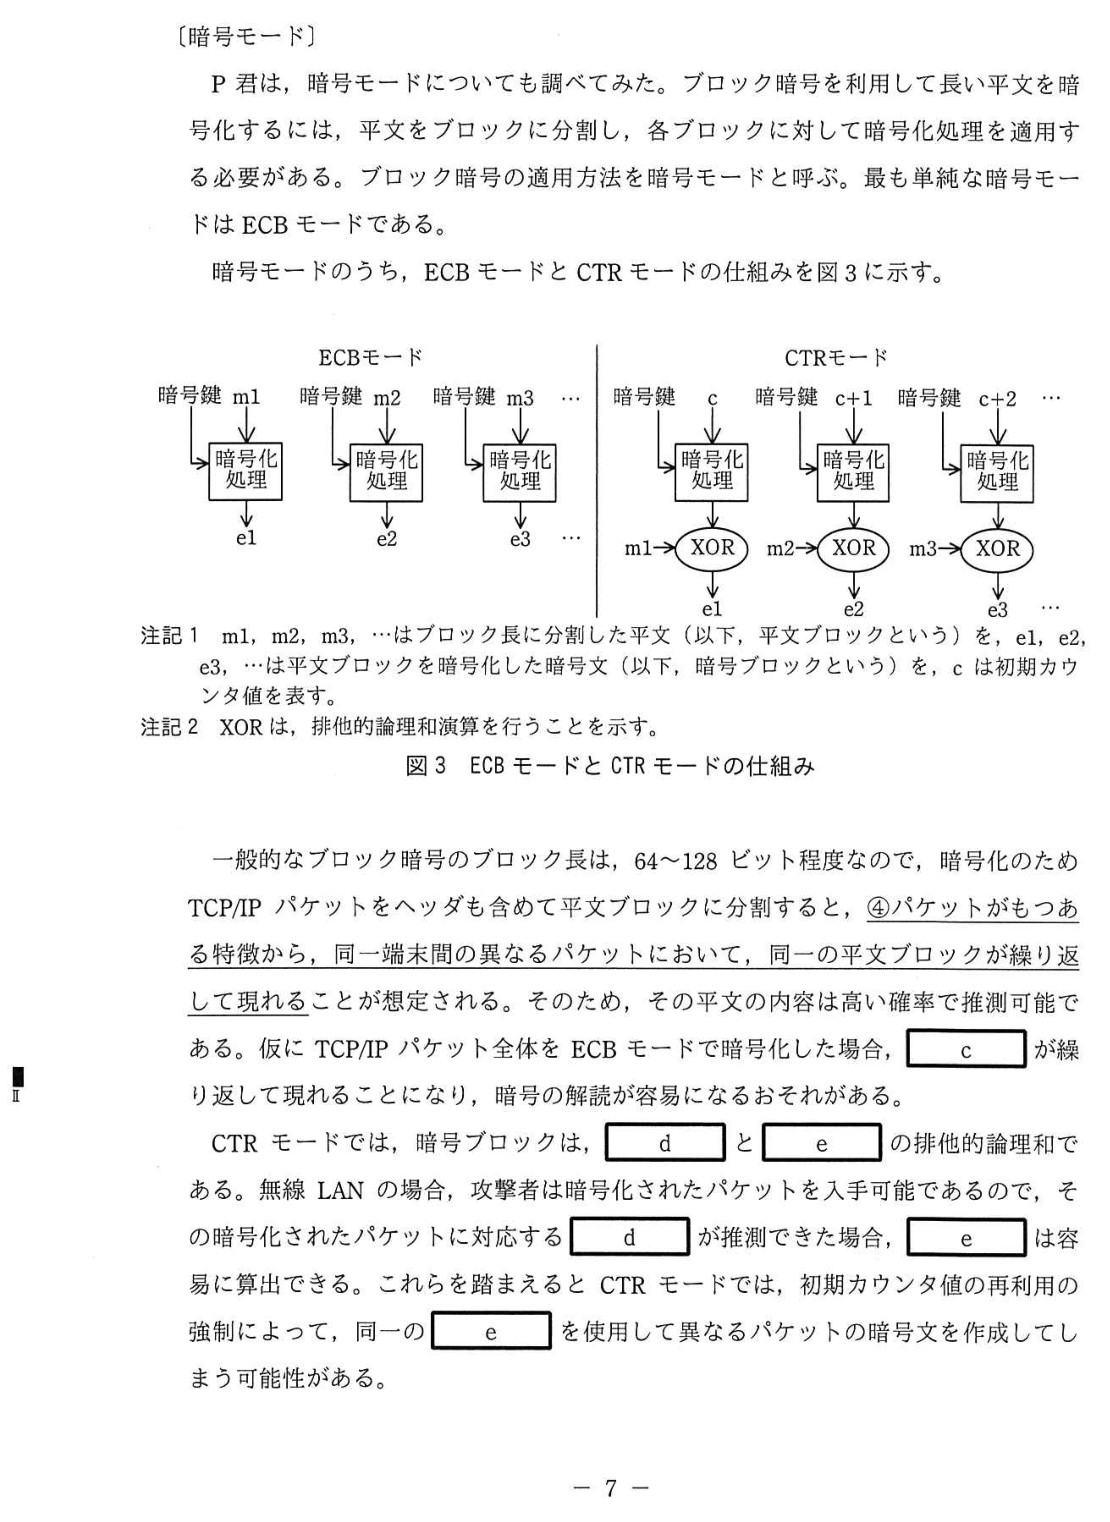 〔暗号モード〕
P 君は，暗号モードについても調べてみた。ブロック暗号を利用して長い平文を暗
号化するには，平文をブロックに分割し，各ブロックに対して暗号化処理を適用す
る必要がある。ブロック暗号の適用方法を暗号モードと呼ぶ。最も単純な暗号モー
ドは ECB モードである。
暗号モードのうち，ECB モードと CTR モードの仕組みを図 3 に示す。
ECBモード
暗号鍵 m1 暗号鍵 m2 暗号鍵 m3 …
暗号化 暗号化 暗号化
処理 処理 処理
e1 e2 e3 …
CTRモード
暗号鍵 c 暗号鍵 c+1 暗号鍵 c+2 …
暗号化 暗号化 暗号化
処理 処理 処理
m1 XOR m2 XOR m3 XOR
e1 e2 e3 …
注記 1 m1，m2，m3，…はブロック長に分割した平文（以下，平文ブロックという）を，e1，e2，
e3，…は平文ブロックを暗号化した暗号文（以下，暗号ブロックという）を，c は初期カウ
ンタ値を表す。
注記 2 XOR は，排他的論理和演算を行うことを示す。
図 3 ECB モードと CTR モードの仕組み
一般的なブロック暗号のブロック長は，64～128 ビット程度なので，暗号化のため
TCP/IP パケットをヘッダも含めて平文ブロックに分割すると，④パケットがもつあ
る特徴から，同一端末間の異なるパケットにおいて，同一の平文ブロックが繰り返
して現れることが想定される。そのため，その平文の内容は高い確率で推測可能で
ある。仮に TCP/IP パケット全体を ECB モードで暗号化した場合， c が繰
り返して現れることになり，暗号の解読が容易になるおそれがある。
CTR モードでは，暗号ブロックは， d と e の排他的論理和で
ある。無線 LAN の場合，攻撃者は暗号化されたパケットを入手可能であるので，そ
の暗号化されたパケットに対応する d が推測できた場合， e は容
易に算出できる。これらを踏まえると CTR モードでは，初期カウンタ値の再利用の
強制によって，同一の e を使用して異なるパケットの暗号文を作成してし
まう可能性がある。
Ⅱ
－ 7 －